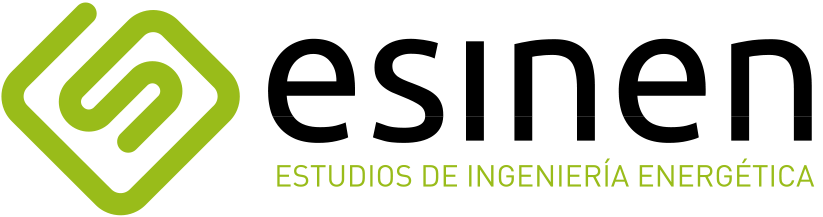 esinen
ESTUDIOS DE INGENIERÍA ENERGÉTICA